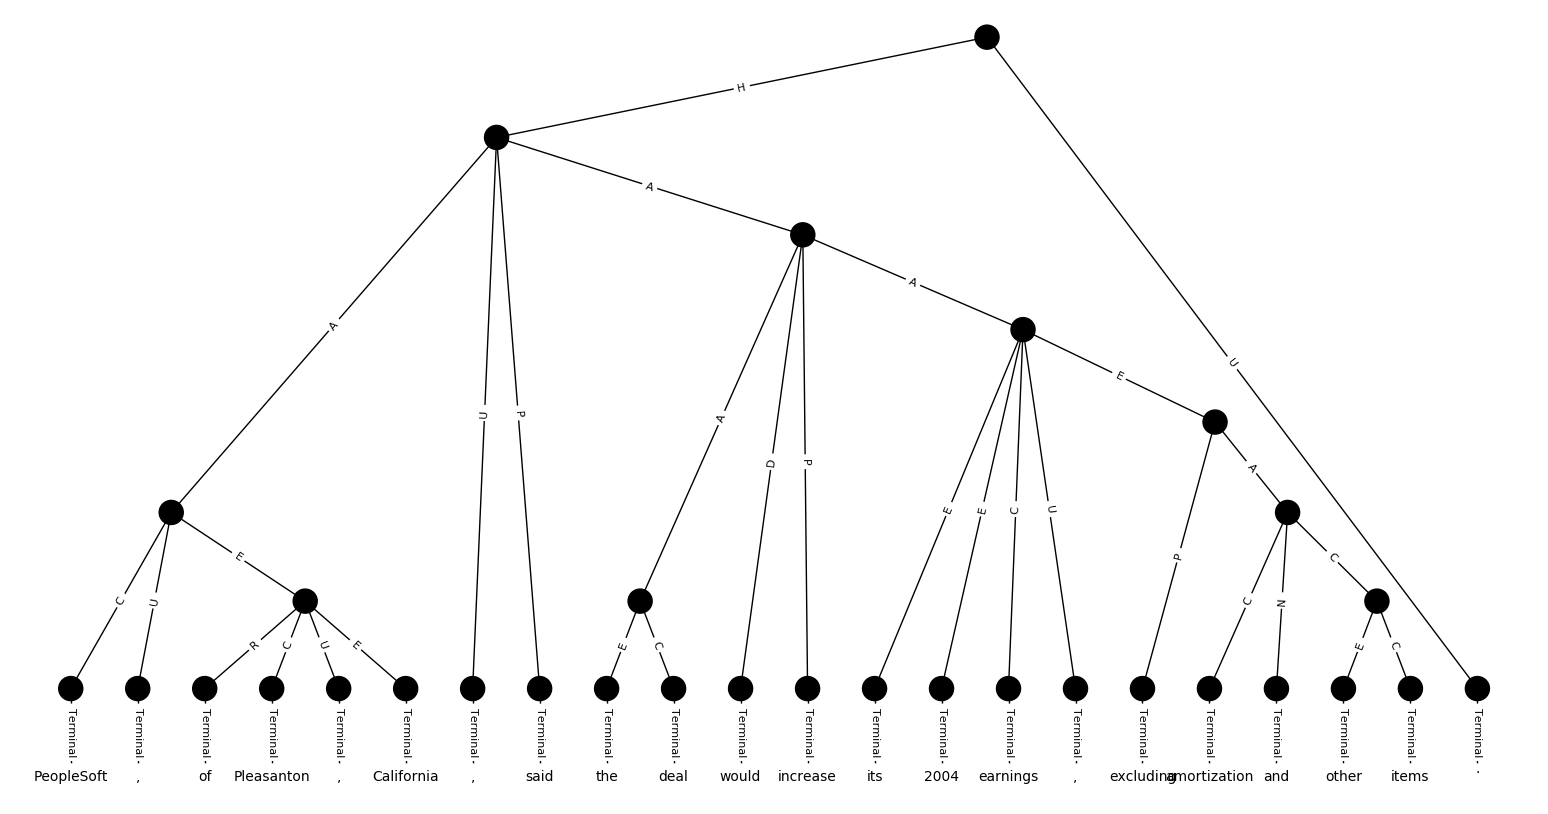 H
A
A
A
U
E
A
U
P
A
D
P
E
E
C
U
A
E
P
C
C
U
C
N
R
C
U
E
E
C
E
C
Terminal Terminal Terminal Terminal Terminal Terminal Terminal Terminal Terminal Terminal Terminal Terminal Terminal Terminal Terminal Terminal Terminal Terminal Terminal Terminal Terminal Terminal
PeopleSoft , of Pleasanton , California , said the deal would increase its 2004 earnings , excluding amortization and other items .